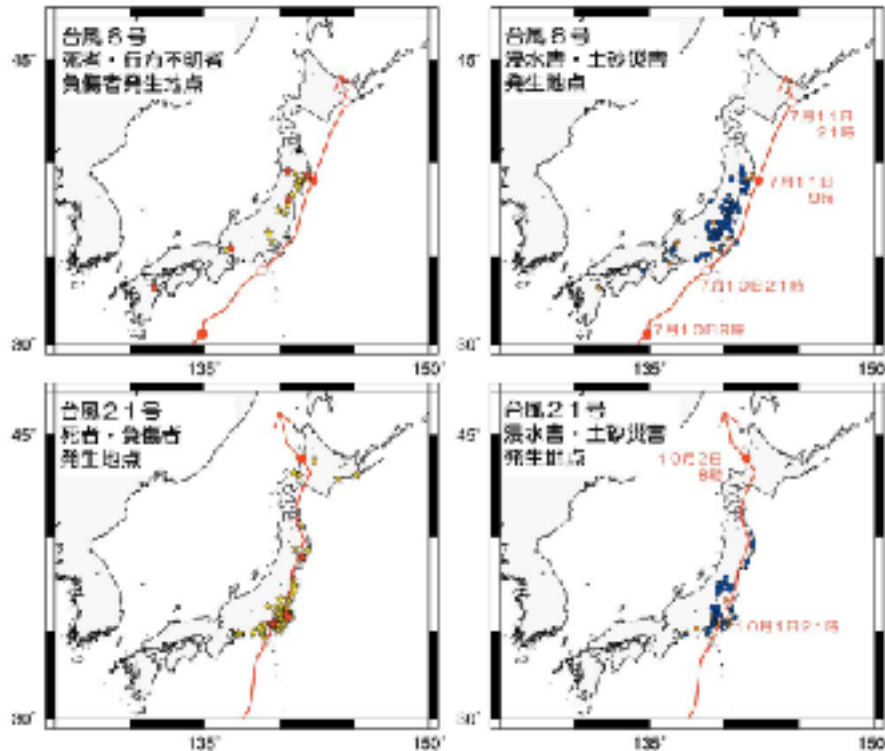 台風6号
死者・行方不明者
負傷者発生地点
45°
30°
135°
150°
台風6号
浸水害・土砂災害
発生地点
45°
7月11日
21時
7月11日
9時
7月10日21時
7月10日9時
30°
135°
150°
台風21号
死者・負傷者
発生地点
45°
30°
135°
150°
台風21号
浸水害・土砂災害
発生地点
45°
10月2日
10月1日21時
30°
135°
150°